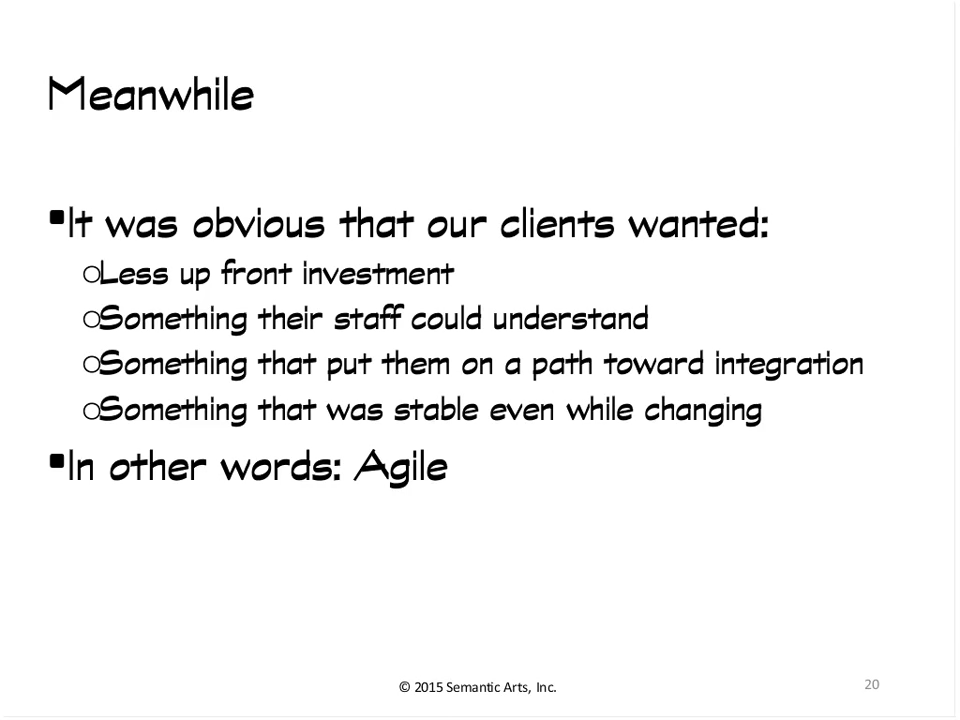 Meanwhile
▪It was obvious that our clients wanted:
○Less up front investment
○Something their staff could understand
○Something that put them on a path toward integration
○Something that was stable even while changing
▪In other words: Agile
© 2015 Semantic Arts, Inc.
20